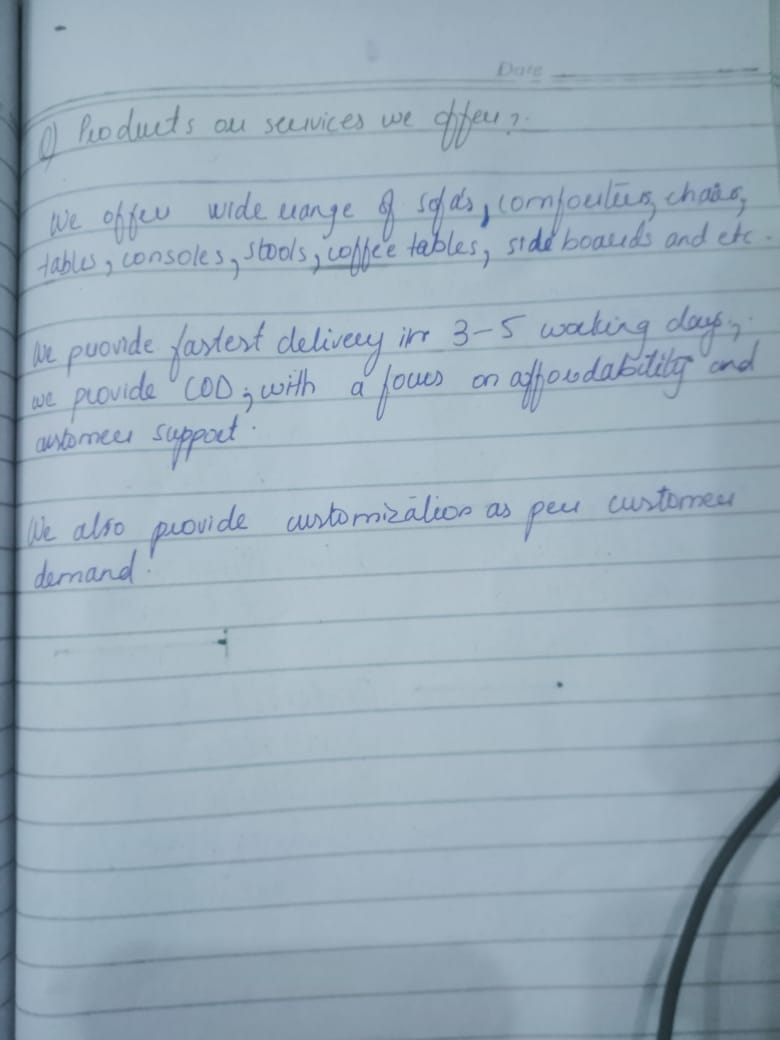 Date
Q) Products or services we offer?
We offer wide range of sofas, comforters, chairs,
tables, consoles, stools, coffee tables, side boards and etc.
We provide fastest delivery in 3-5 working days,
we provide COD, with a focus on affordability and
customer support.
We also provide customization as per customer
demand.